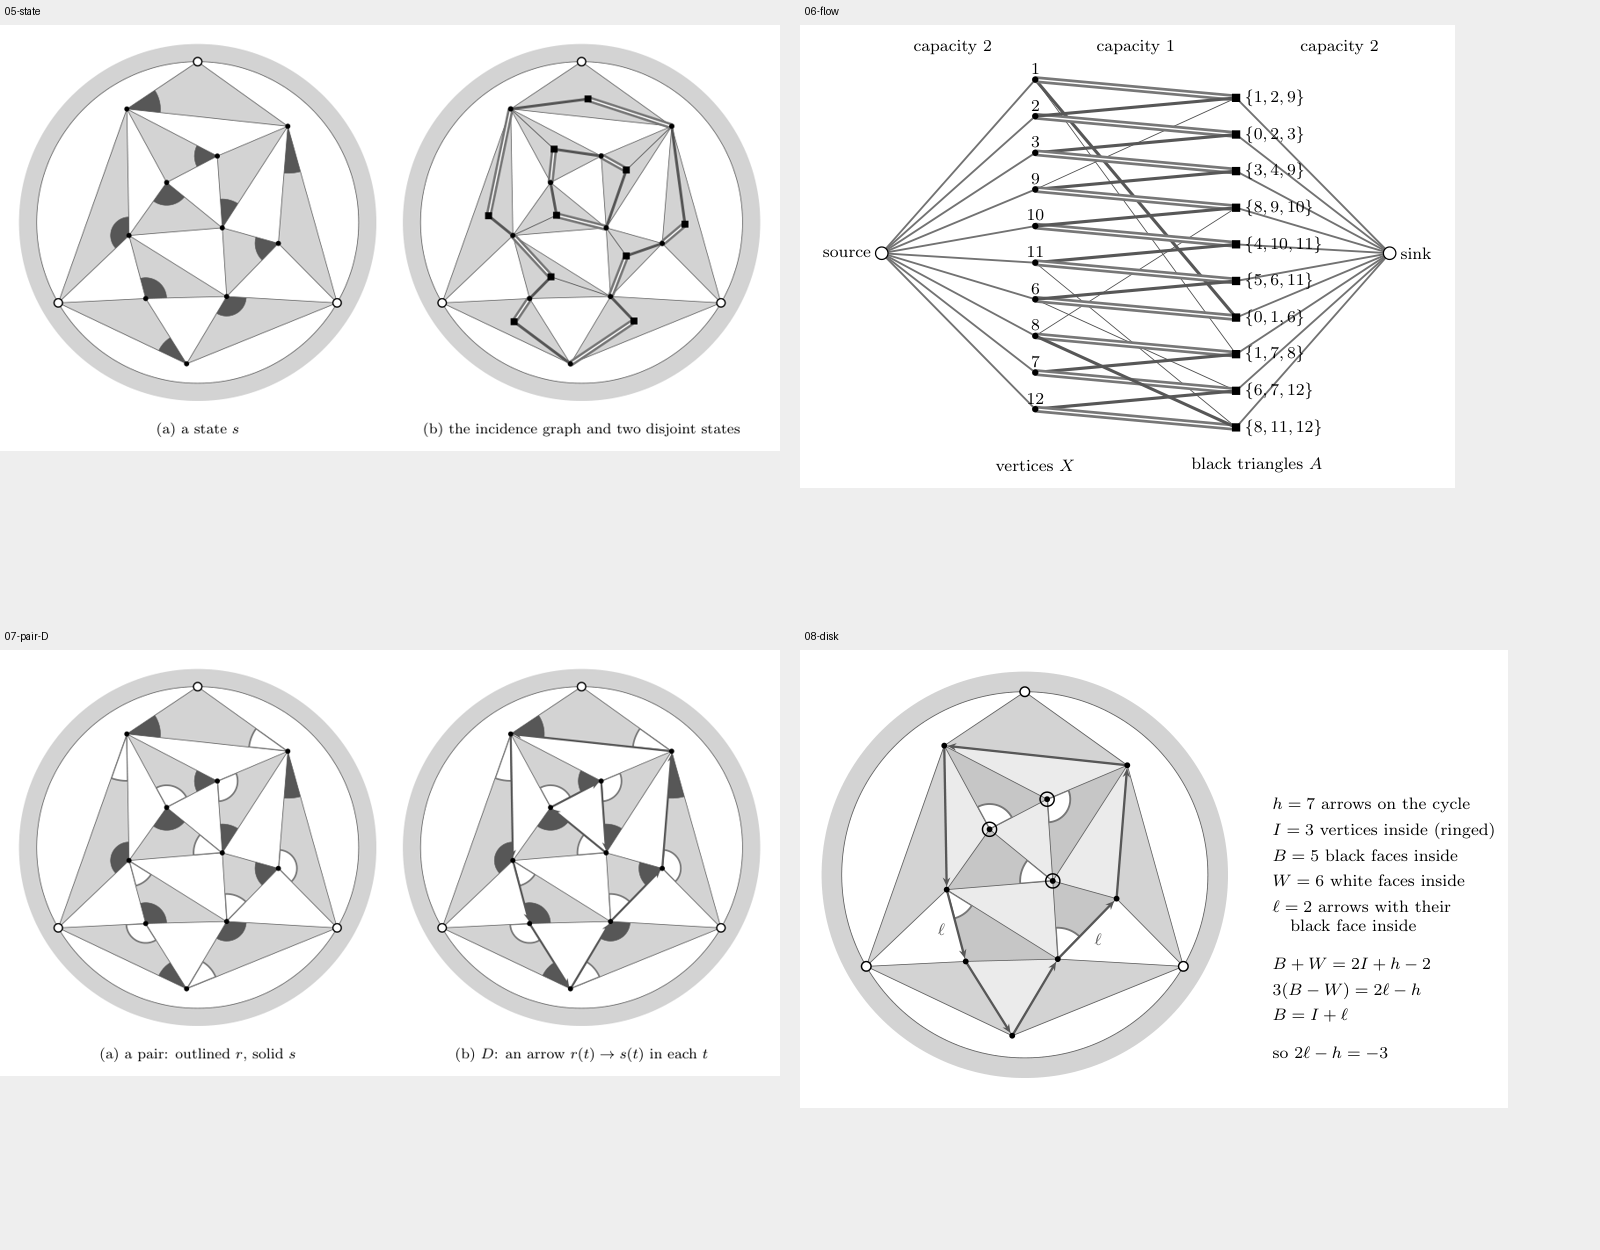 05-state
(a) a state s
(b) the incidence graph and two disjoint states
06-flow
capacity 2
capacity 1
capacity 2
1
2
3
9
10
11
6
8
7
12
source
{1, 2, 9}
{0, 2, 3}
{3, 4, 9}
{8, 9, 10}
{4, 10, 11}
{5, 6, 11}
{0, 1, 6}
{1, 7, 8}
{6, 7, 12}
{8, 11, 12}
sink
vertices X
black triangles A
07-pair-D
(a) a pair: outlined r, solid s
(b) D: an arrow r(t) → s(t) in each t
08-disk
ℓ
ℓ
h = 7 arrows on the cycle
I = 3 vertices inside (ringed)
B = 5 black faces inside
W = 6 white faces inside
ℓ = 2 arrows with their
black face inside
B + W = 2I + h − 2
3(B − W) = 2ℓ − h
B = I + ℓ
so 2ℓ − h = −3